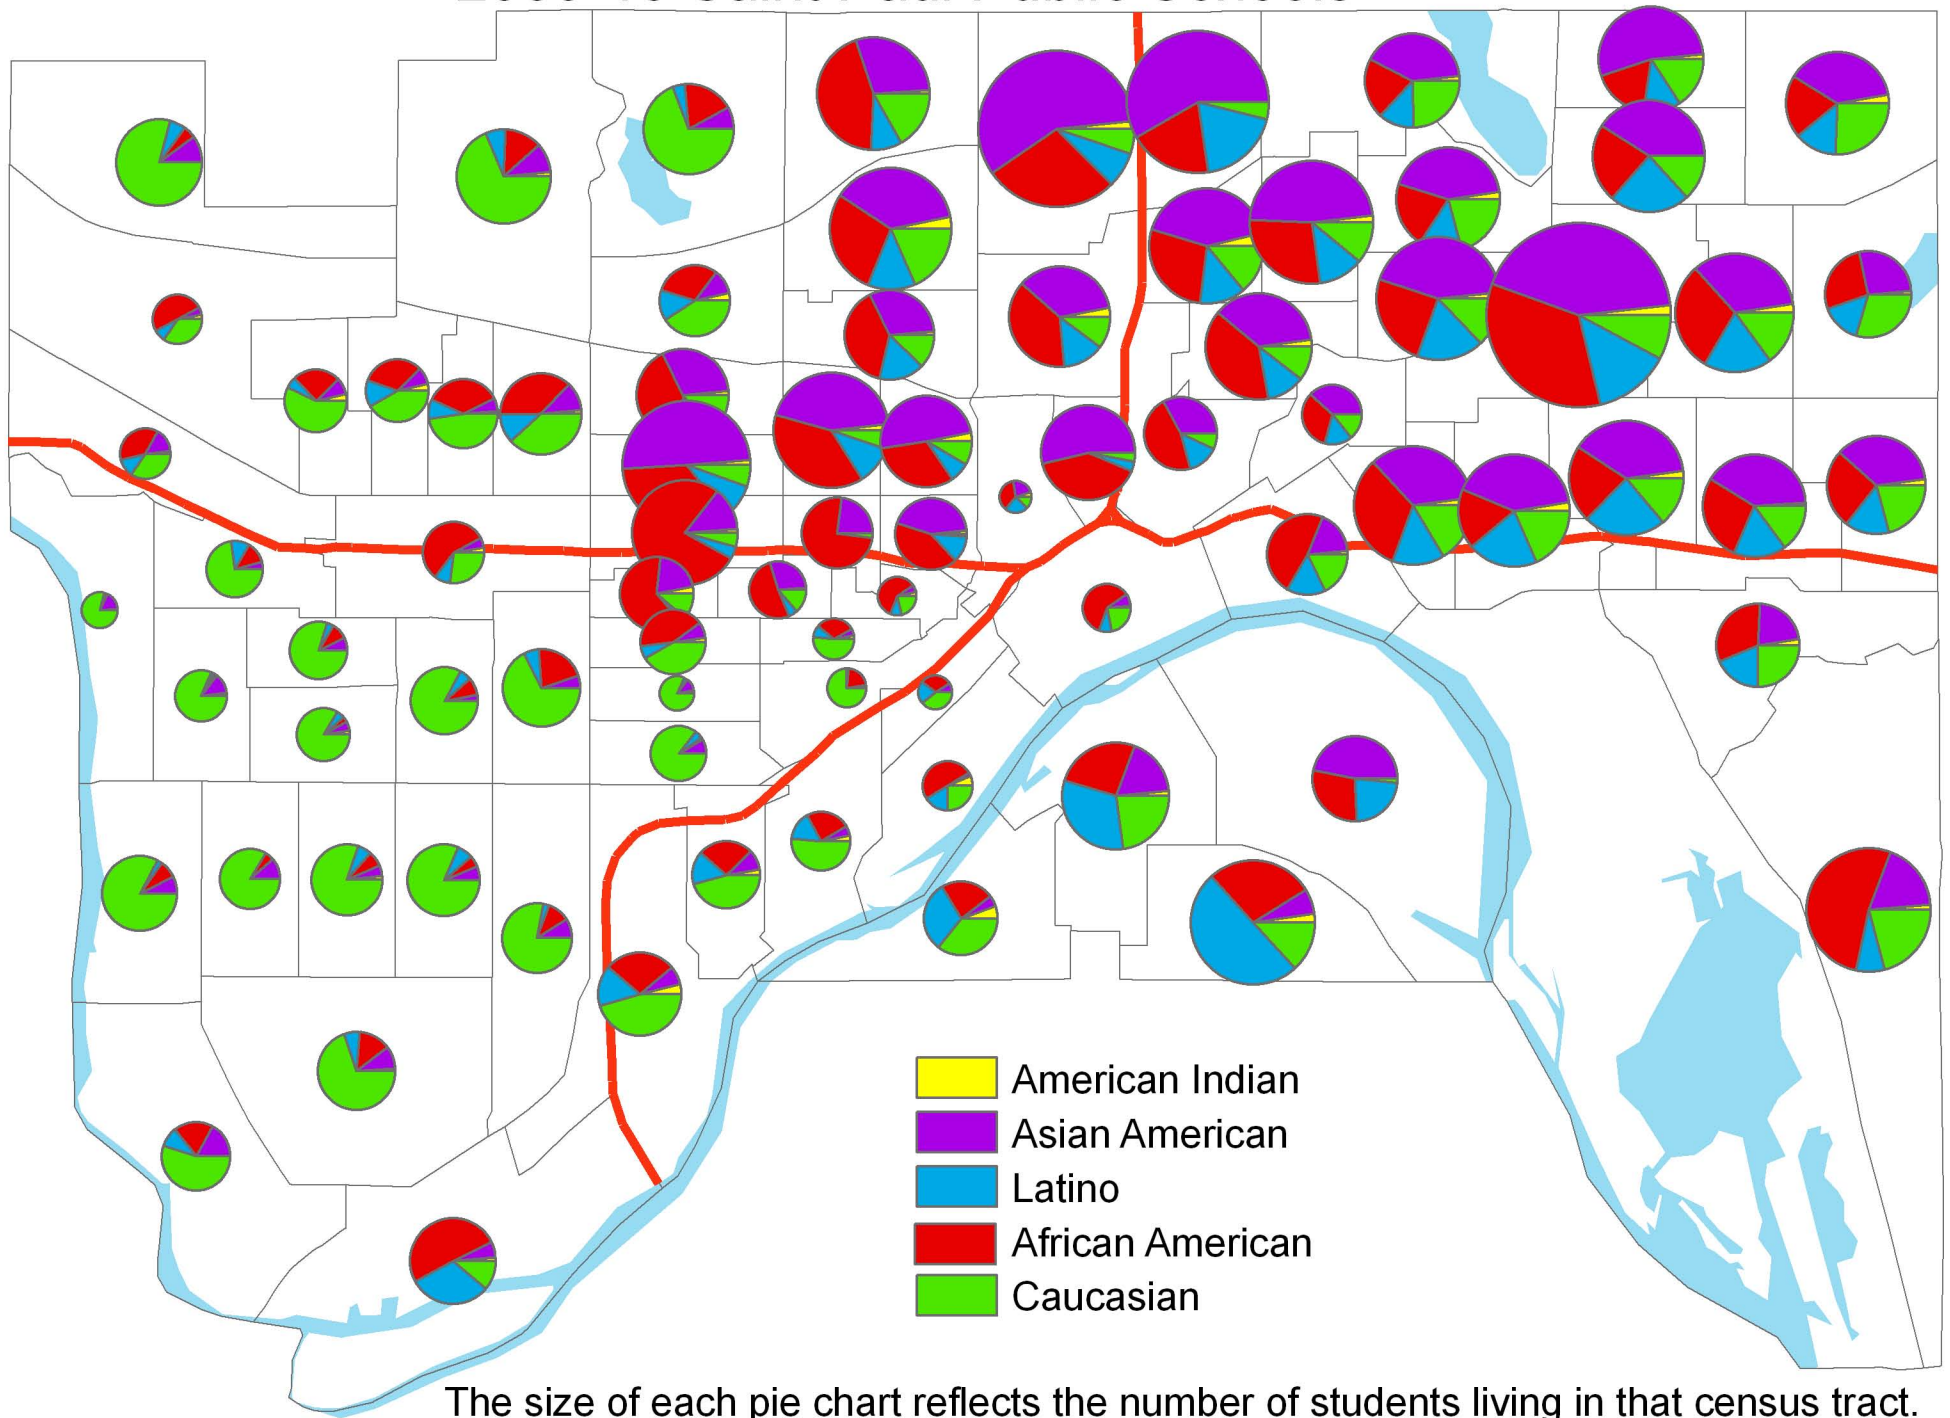 American Indian
Asian American
Latino
African American
Caucasian
The size of each pie chart reflects the number of students living in that census tract.